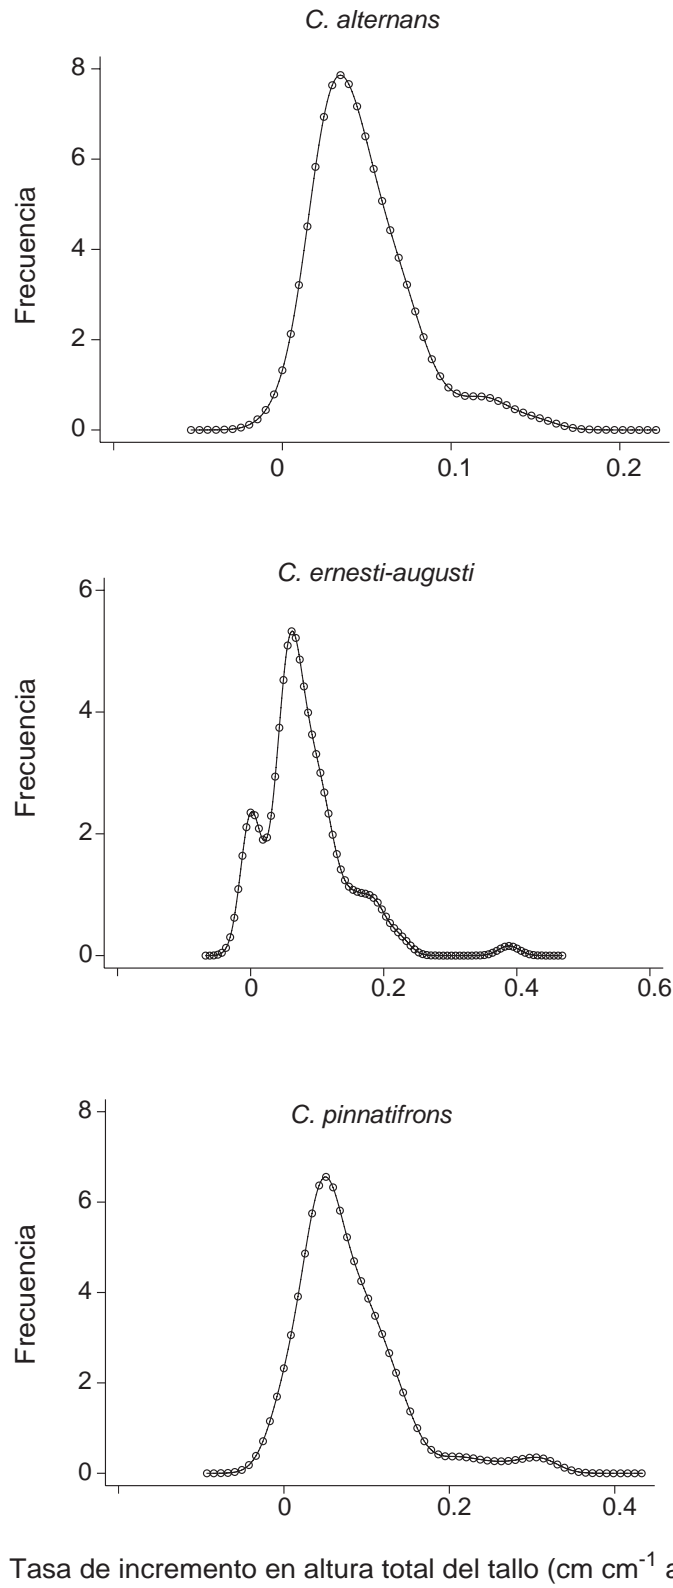 C. alternans
8
6
4
2
0
Frecuencia
0 0.1 0.2
C. ernesti-augusti
6
4
2
0
Frecuencia
0 0.2 0.4 0.6
C. pinnatifrons
8
6
4
2
0
Frecuencia
0 0.2 0.4
Tasa de incremento en altura total del tallo (cm cm-1 a